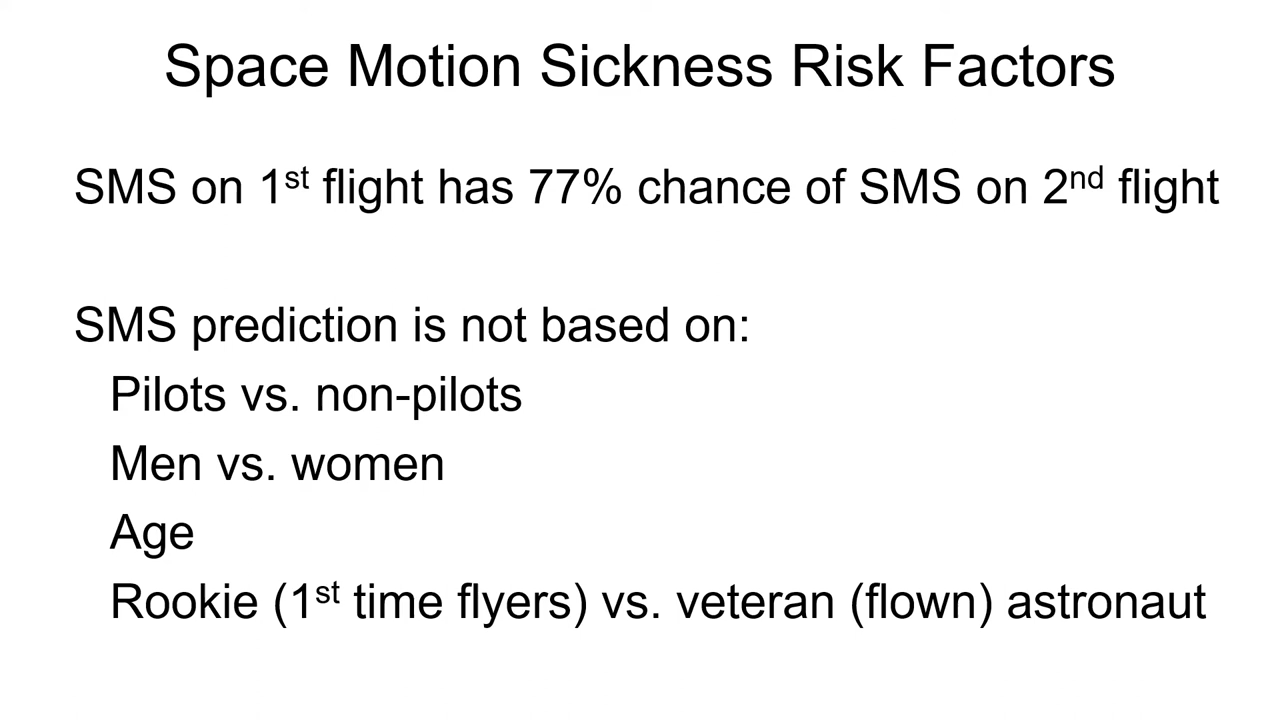 Space Motion Sickness Risk Factors
SMS on 1st flight has 77% chance of SMS on 2nd flight
SMS prediction is not based on:
Pilots vs. non-pilots
Men vs. women
Age
Rookie (1st time flyers) vs. veteran (flown) astronaut